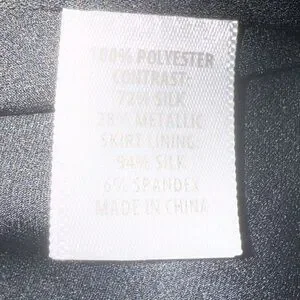 100% POLYESTER
CONTRAST:
72% SILK
28% METALLIC
SKIRT LINING:
94% SILK
6% SPANDEX
MADE IN CHINA